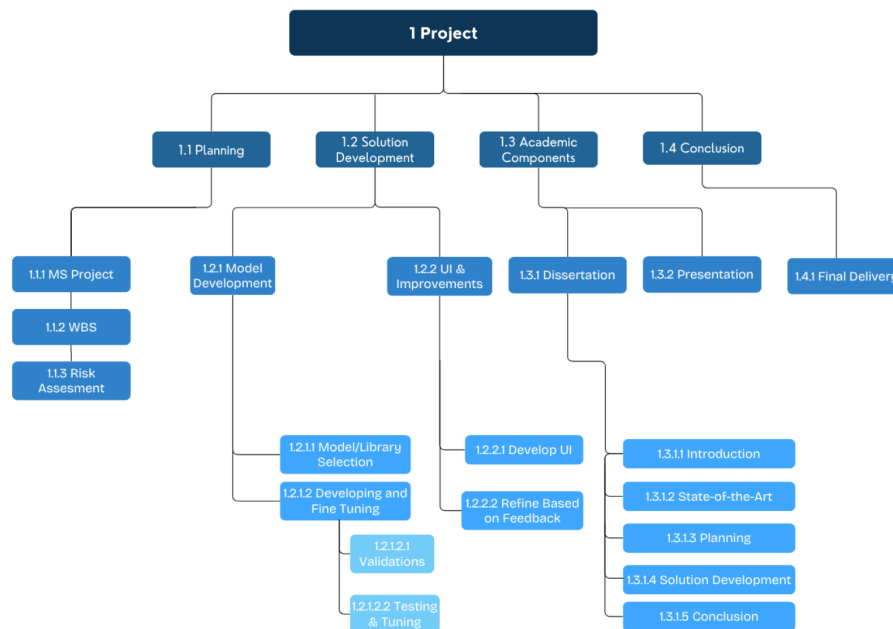 1 Project
1.1 Planning
1.2 Solution
Development
1.3 Academic
Components
1.4 Conclusion
1.1.1 MS Project
1.2.1 Model
Development
1.2.2 UI &
Improvements
1.3.1 Dissertation
1.3.2 Presentation
1.4.1 Final Delivery
1.1.2 WBS
1.1.3 Risk
Assesment
1.2.1.1 Model/Library
Selection
1.2.1.2 Developing and
Fine Tuning
1.2.1.2.1
Validations
1.2.1.2.2 Testing
& Tuning
1.2.2.1 Develop UI
1.2.2.2 Refine Based
on Feedback
1.3.1.1 Introduction
1.3.1.2 State-of-the-Art
1.3.1.3 Planning
1.3.1.4 Solution Development
1.3.1.5 Conclusion